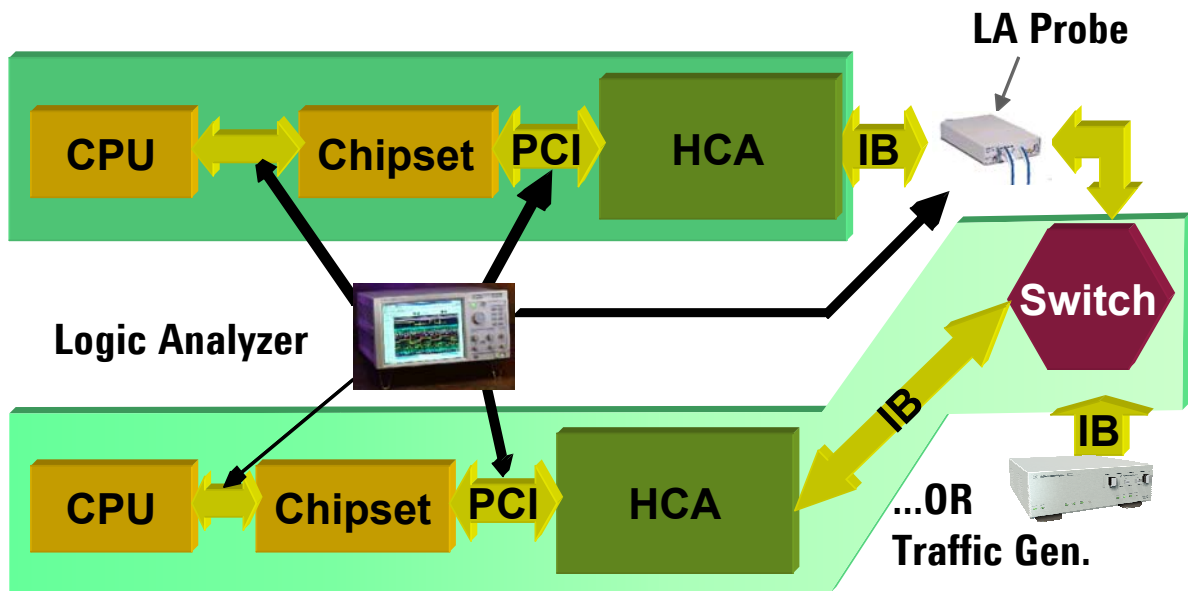 LA Probe
CPU
Chipset
PCI
HCA
IB
Switch
Logic Analyzer
IB
IB
CPU
Chipset
PCI
HCA
...OR
Traffic Gen.